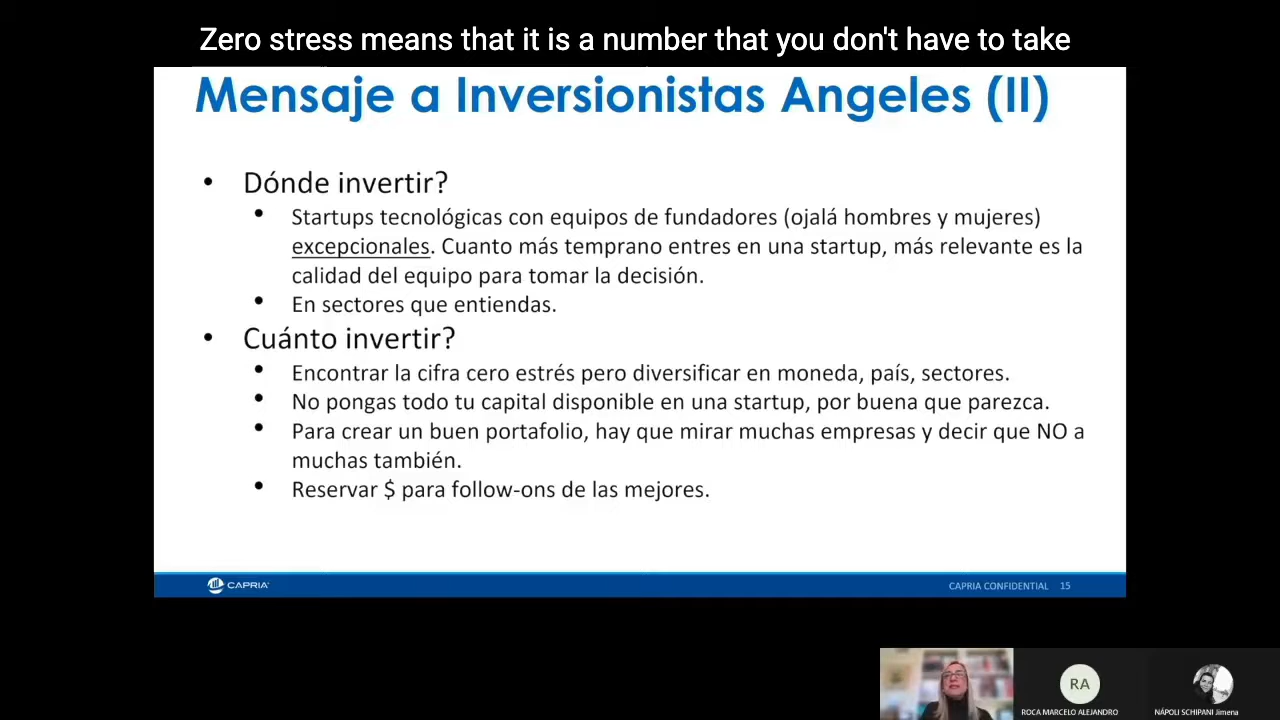 Zero stress means that it is a number that you don't have to take
Mensaje a Inversionistas Angeles (II)
• Dónde invertir?
• Startups tecnológicas con equipos de fundadores (ojalá hombres y mujeres)
excepcionales. Cuanto más temprano entres en una startup, más relevante es la
calidad del equipo para tomar la decisión.
• En sectores que entiendas.
• Cuánto invertir?
• Encontrar la cifra cero estrés pero diversificar en moneda, país, sectores.
• No pongas todo tu capital disponible en una startup, por buena que parezca.
• Para crear un buen portafolio, hay que mirar muchas empresas y decir que NO a
muchas también.
• Reservar $ para follow-ons de las mejores.
CAPRIA
CAPRIA CONFIDENTIAL 15
RA
ROCA MARCELO ALEJANDRO
NÁPOLI SCHIPANI Jimena